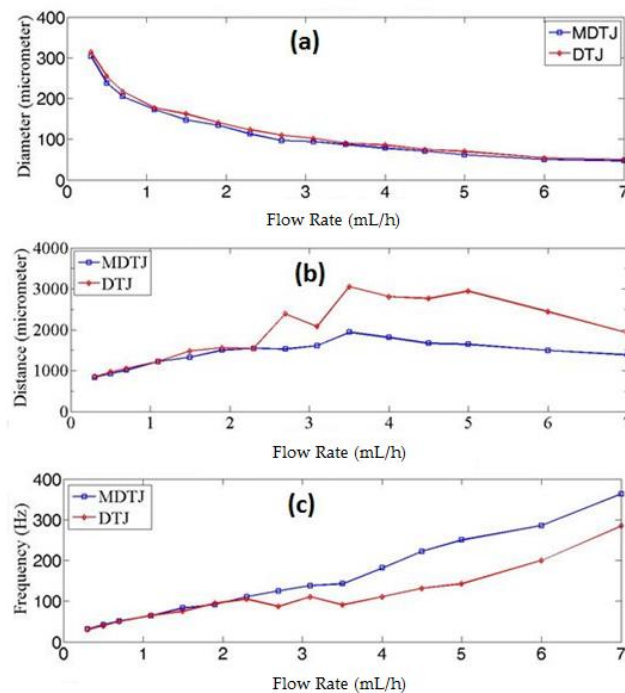 400
300
200
100
0
Diameter (micrometer)
(a)
MDTJ
DTJ
0 1 2 3 4 5 6 7
Flow Rate (mL/h)
4000
3000
2000
1000
0
Distance (micrometer)
MDTJ
DTJ
(b)
0 1 2 3 4 5 6 7
Flow Rate (mL/h)
400
300
200
100
0
Frequency (Hz)
MDTJ
DTJ
(c)
0 1 2 3 4 5 6 7
Flow Rate (mL/h)